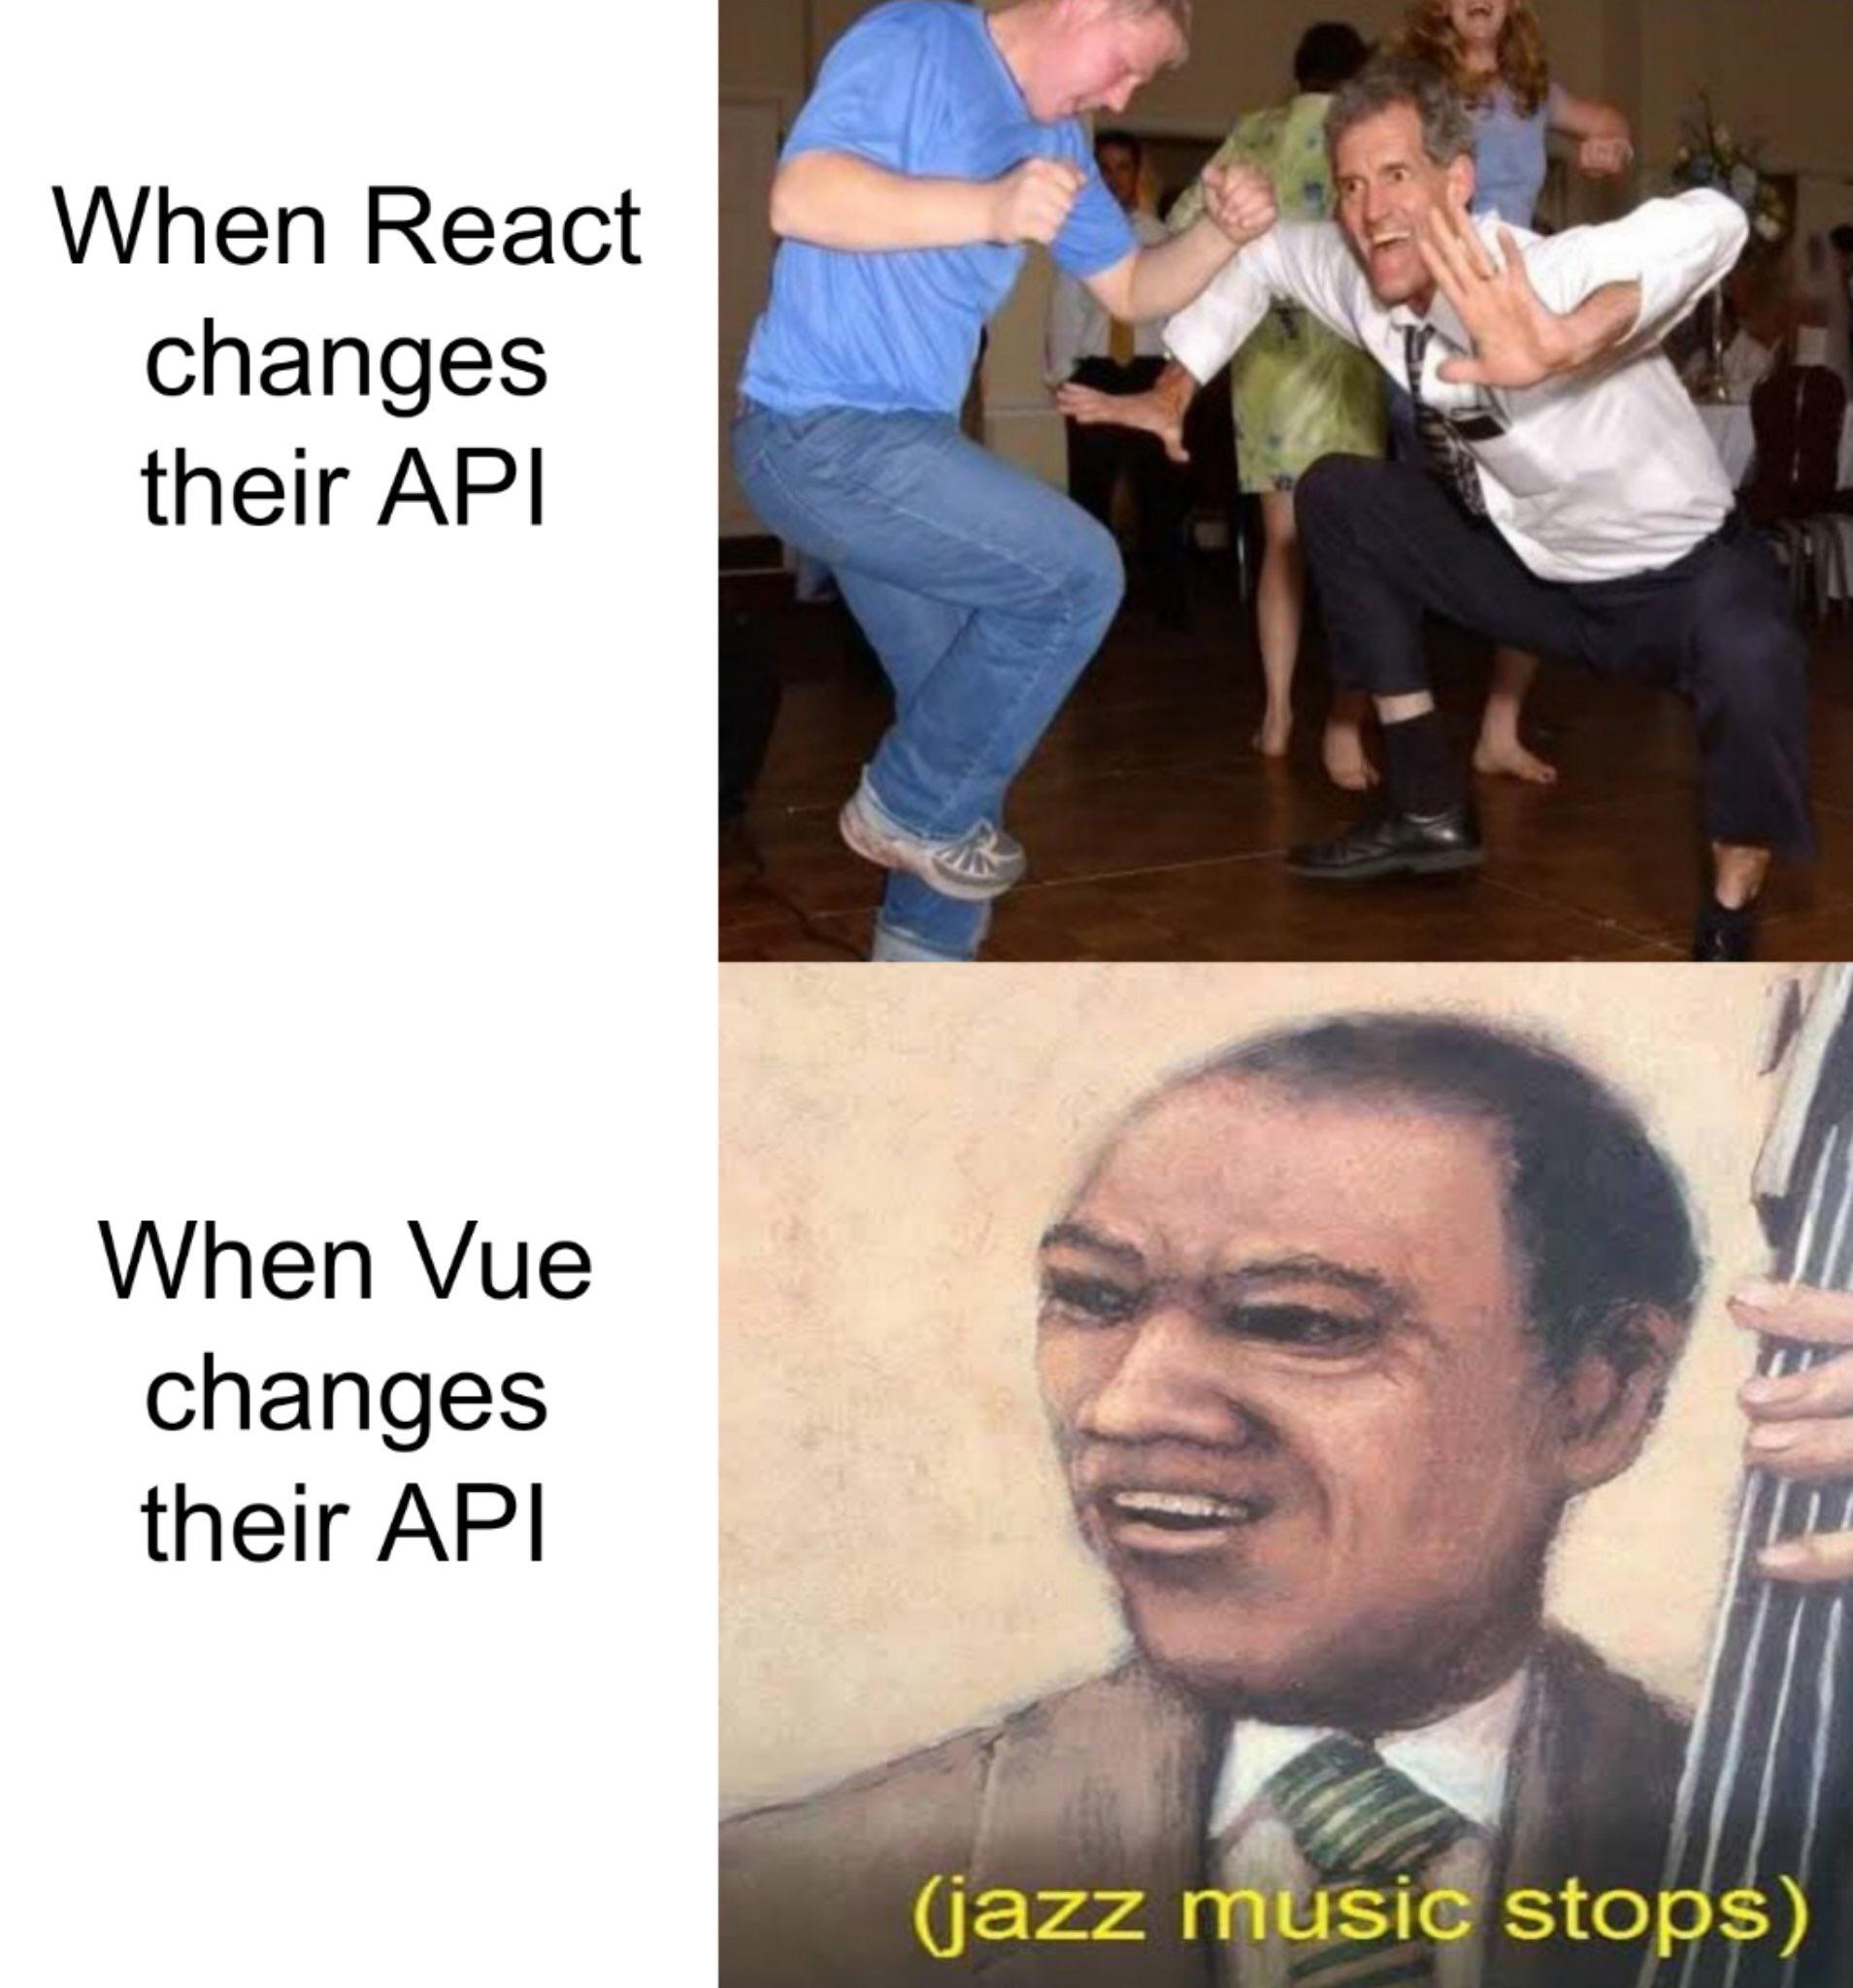 When React
changes
their API
When Vue
changes
their API
(jazz music stops)